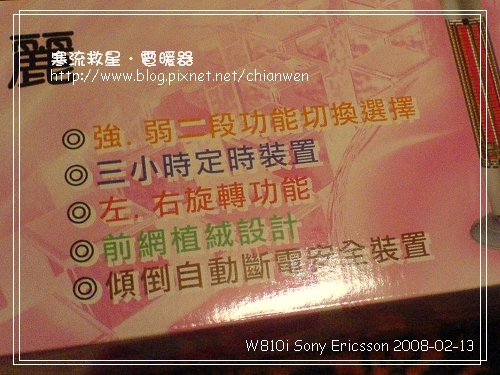 麗
寒流救星‧電暖器
http://www.blog.pixnet.net/chianwen
◎強, 弱二段功能切換選擇
◎三小時定時裝置
◎左, 右旋轉功能
◎前網植絨設計
◎傾倒自動斷電安全裝置
W810i Sony Ericsson 2008-02-13